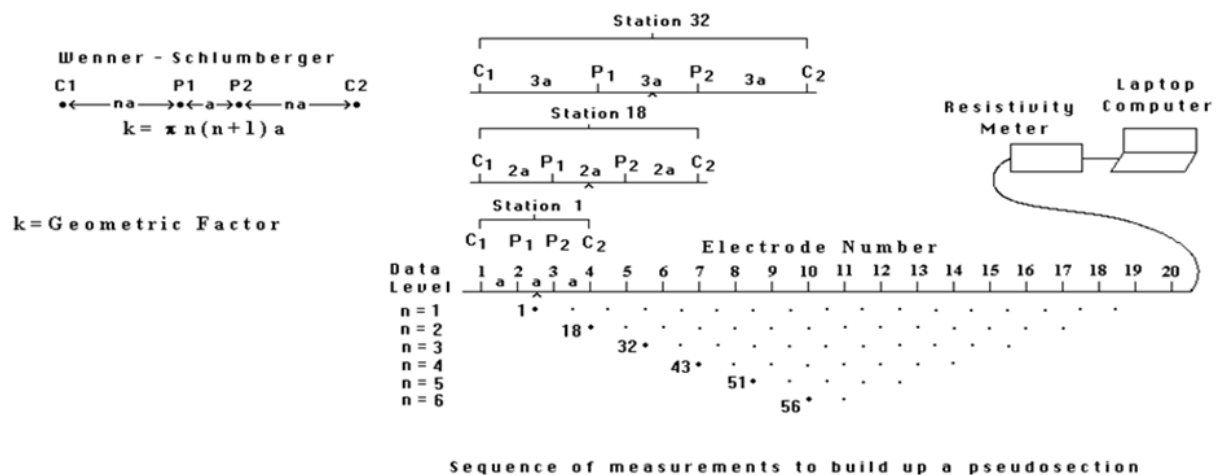 Station 32
Wenner - Schlumberger
C1 P1 P2 C2
na a na
k= π n(n+1)a
C1 3a P1 3a P2 3a C2
Station 18
C1 2a P1 2a P2 2a C2
Resistivity Meter
Laptop Computer
k=Geometric Factor
Station 1
C1 P1 P2 C2
Electrode Number
Data Level
1 2 3 4 5 6 7 8 9 10 11 12 13 14 15 16 17 18 19 20
a a a
n = 1 1
n = 2 18
n = 3 32
n = 4 43
n = 5 51
n = 6 56
Sequence of measurements to build up a pseudosection